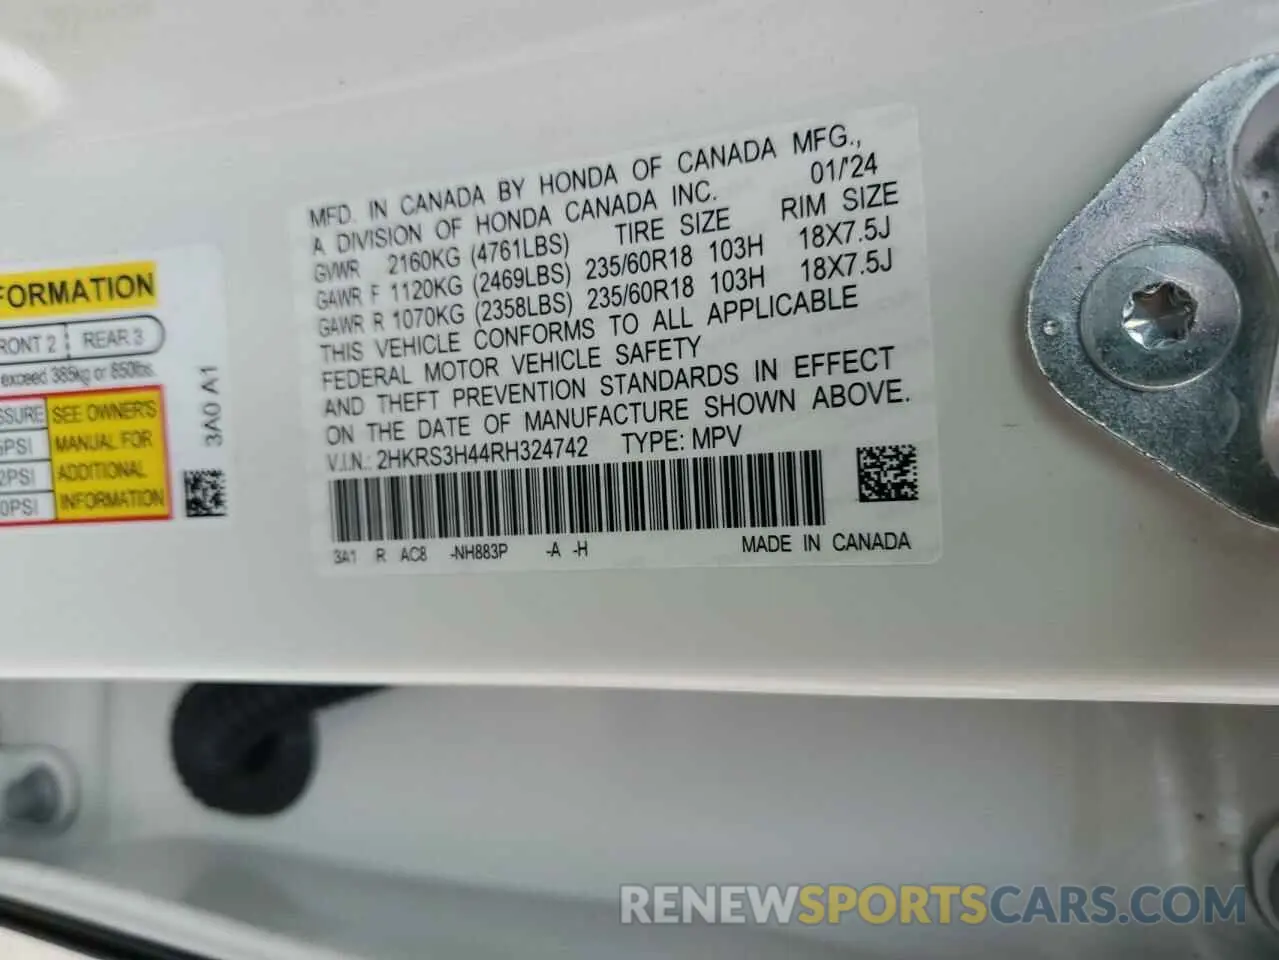 MFD. IN CANADA BY HONDA OF CANADA MFG.,
A DIVISION OF HONDA CANADA INC. 01/'24
GVWR 2160KG (4761LBS) TIRE SIZE RIM SIZE
GAWR F 1120KG (2469LBS) 235/60R18 103H 18X7.5J
GAWR R 1070KG (2358LBS) 235/60R18 103H 18X7.5J
THIS VEHICLE CONFORMS TO ALL APPLICABLE
FEDERAL MOTOR VEHICLE SAFETY
AND THEFT PREVENTION STANDARDS IN EFFECT
ON THE DATE OF MANUFACTURE SHOWN ABOVE.
V.I.N.: 2HKRS3H44RH324742 TYPE: MPV
3A1 R AC8 -NH883P -A -H MADE IN CANADA
FORMATION
RONT 2 REAR 3
exceed 385kg or 850lbs.
SSURE SEE OWNER'S
PSI MANUAL FOR
2PSI ADDITIONAL
0PSI INFORMATION
3A0 A1
RENEWSPORTSCARS.COM